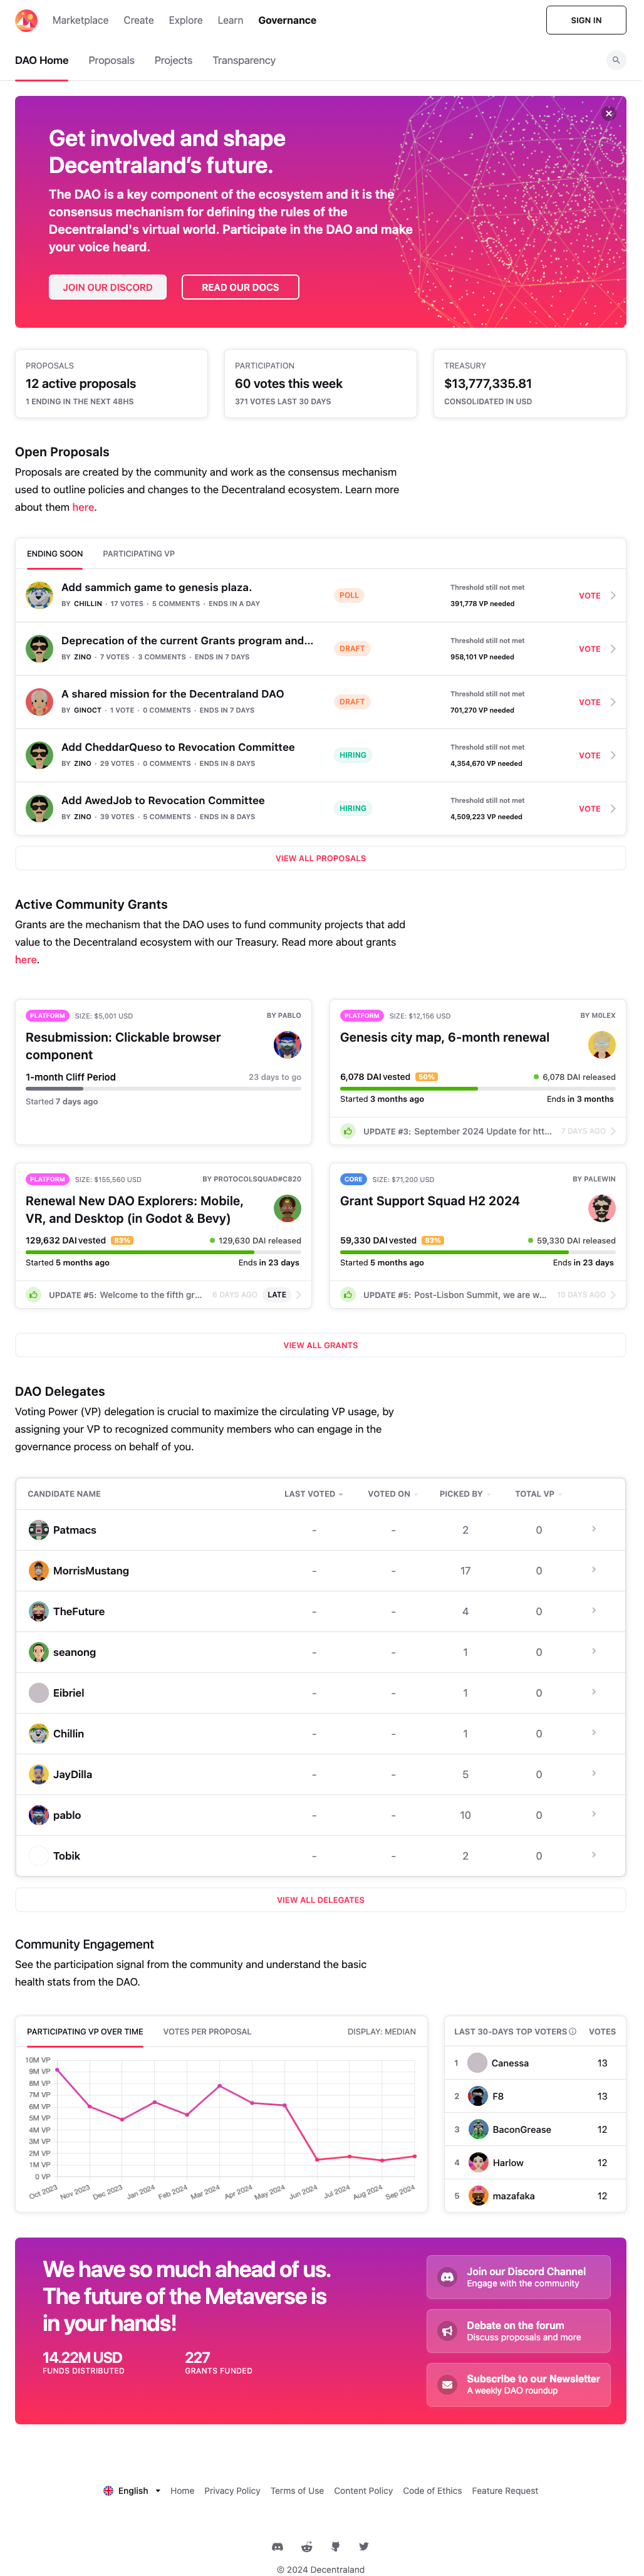 Marketplace Create Explore Learn Governance SIGN IN
DAO Home Proposals Projects Transparency
Get involved and shape
Decentraland's future.
The DAO is a key component of the ecosystem and it is the
consensus mechanism for defining the rules of the
Decentraland's virtual world. Participate in the DAO and make
your voice heard.
JOIN OUR DISCORD READ OUR DOCS
PROPOSALS
12 active proposals
1 ENDING IN THE NEXT 48HS
PARTICIPATION
60 votes this week
371 VOTES LAST 30 DAYS
TREASURY
$13,777,335.81
CONSOLIDATED IN USD
Open Proposals
Proposals are created by the community and work as the consensus mechanism
used to outline policies and changes to the Decentraland ecosystem. Learn more
about them here.
ENDING SOON PARTICIPATING VP
Add sammich game to genesis plaza.
BY CHILLIN · 17 VOTES · 5 COMMENTS · ENDS IN A DAY
POLL
Threshold still not met
391,778 VP needed
VOTE
Deprecation of the current Grants program and...
BY ZINO · 7 VOTES · 3 COMMENTS · ENDS IN 7 DAYS
DRAFT
Threshold still not met
958,101 VP needed
VOTE
A shared mission for the Decentraland DAO
BY GINOCT · 1 VOTE · 0 COMMENTS · ENDS IN 7 DAYS
DRAFT
Threshold still not met
701,270 VP needed
VOTE
Add CheddarQueso to Revocation Committee
BY ZINO · 29 VOTES · 0 COMMENTS · ENDS IN 8 DAYS
HIRING
Threshold still not met
4,354,670 VP needed
VOTE
Add AwedJob to Revocation Committee
BY ZINO · 39 VOTES · 5 COMMENTS · ENDS IN 8 DAYS
HIRING
Threshold still not met
4,509,223 VP needed
VOTE
VIEW ALL PROPOSALS
Active Community Grants
Grants are the mechanism that the DAO uses to fund community projects that add
value to the Decentraland ecosystem with our Treasury. Read more about grants
here.
PLATFORM SIZE: $5,001 USD BY PABLO
Resubmission: Clickable browser
component
1-month Cliff Period 23 days to go
Started 7 days ago
PLATFORM SIZE: $12,156 USD BY M0LEX
Genesis city map, 6-month renewal
6,078 DAI vested 50% 6,078 DAI released
Started 3 months ago Ends in 3 months
UPDATE #3: September 2024 Update for htt... 7 DAYS AGO
PLATFORM SIZE: $155,560 USD BY PROTOCOLSQUAD#C820
Renewal New DAO Explorers: Mobile,
VR, and Desktop (in Godot & Bevy)
129,632 DAI vested 83% 129,630 DAI released
Started 5 months ago Ends in 23 days
UPDATE #5: Welcome to the fifth gr... 6 DAYS AGO LATE
CORE SIZE: $71,200 USD BY PALEWIN
Grant Support Squad H2 2024
59,330 DAI vested 83% 59,330 DAI released
Started 5 months ago Ends in 23 days
UPDATE #5: Post-Lisbon Summit, we are w... 10 DAYS AGO
VIEW ALL GRANTS
DAO Delegates
Voting Power (VP) delegation is crucial to maximize the circulating VP usage, by
assigning your VP to recognized community members who can engage in the
governance process on behalf of you.
CANDIDATE NAME LAST VOTED VOTED ON PICKED BY TOTAL VP
Patmacs - - 2 0
MorrisMustang - - 17 0
TheFuture - - 4 0
seanong - - 1 0
Eibriel - - 1 0
Chillin - - 1 0
JayDilla - - 5 0
pablo - - 10 0
Tobik - - 2 0
VIEW ALL DELEGATES
Community Engagement
See the participation signal from the community and understand the basic
health stats from the DAO.
PARTICIPATING VP OVER TIME VOTES PER PROPOSAL DISPLAY: MEDIAN
10M VP
9M VP
8M VP
7M VP
6M VP
5M VP
4M VP
3M VP
2M VP
1M VP
0 VP
Oct 2023 Nov 2023 Dec 2023 Jan 2024 Feb 2024 Mar 2024 Apr 2024 May 2024 Jun 2024 Jul 2024 Aug 2024 Sep 2024
LAST 30-DAYS TOP VOTERS VOTES
1 Canessa 13
2 F8 13
3 BaconGrease 12
4 Harlow 12
5 mazafaka 12
We have so much ahead of us.
The future of the Metaverse is
in your hands!
14.22M USD
FUNDS DISTRIBUTED
227
GRANTS FUNDED
Join our Discord Channel
Engage with the community
Debate on the forum
Discuss proposals and more
Subscribe to our Newsletter
A weekly DAO roundup
English Home Privacy Policy Terms of Use Content Policy Code of Ethics Feature Request
© 2024 Decentraland